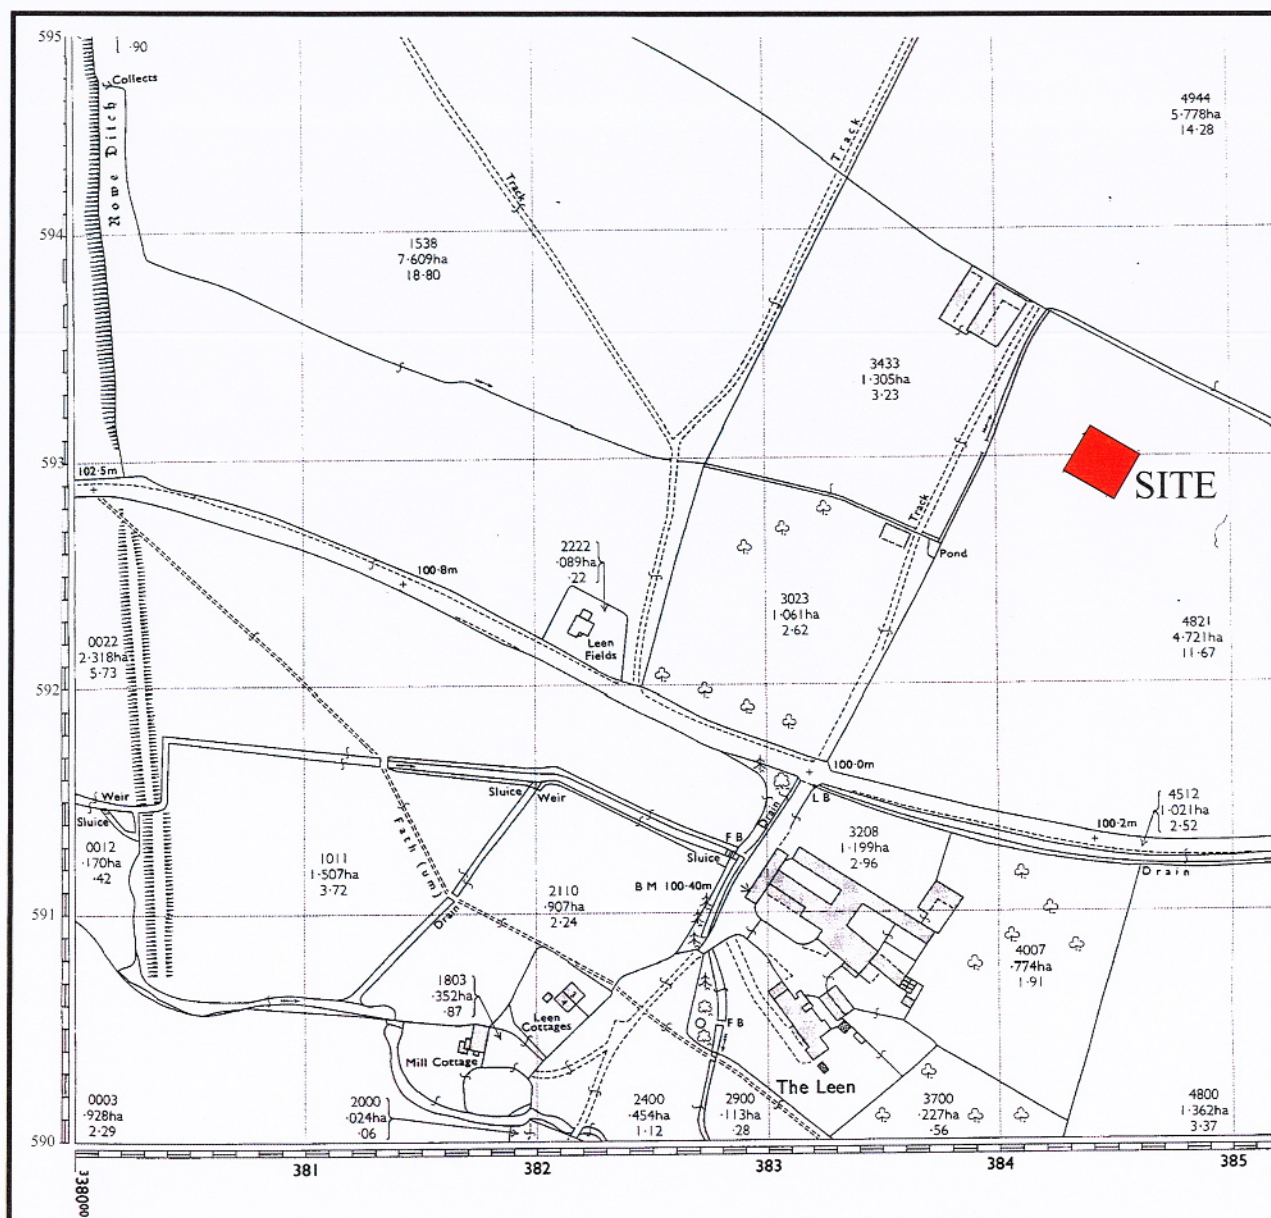 595
·90
Collects
Rowe Ditch
4944
5·778ha
14·28
Track
Track
594
1538
7·609ha
18·80
3433
1·305ha
3·23
593
102·5m
SITE
Track
Pond
100·8m
2222
·089ha
·22
Leen
Fields
3023
1·061ha
2·62
4821
4·721ha
11·67
0022
2·318ha
5·73
592
100·0m
Weir
Sluice
Sluice
Weir
Drain
L B
4512
1·021ha
2·52
100·2m
Drain
0012
·170ha
·42
1011
1·507ha
3·72
Path (um)
F B
Sluice
3208
1·199ha
2·96
B M 100·40m
2110
·907ha
2·24
591
Drain
4007
·774ha
1·91
1803
·352ha
·87
Leen
Cottages
F B
Mill Cottage
The Leen
0003
·928ha
2·29
2000
·024ha
·06
2400
·454ha
1·12
2900
·113ha
·28
3700
·227ha
·56
4800
1·362ha
3·37
590
338000
381
382
383
384
385